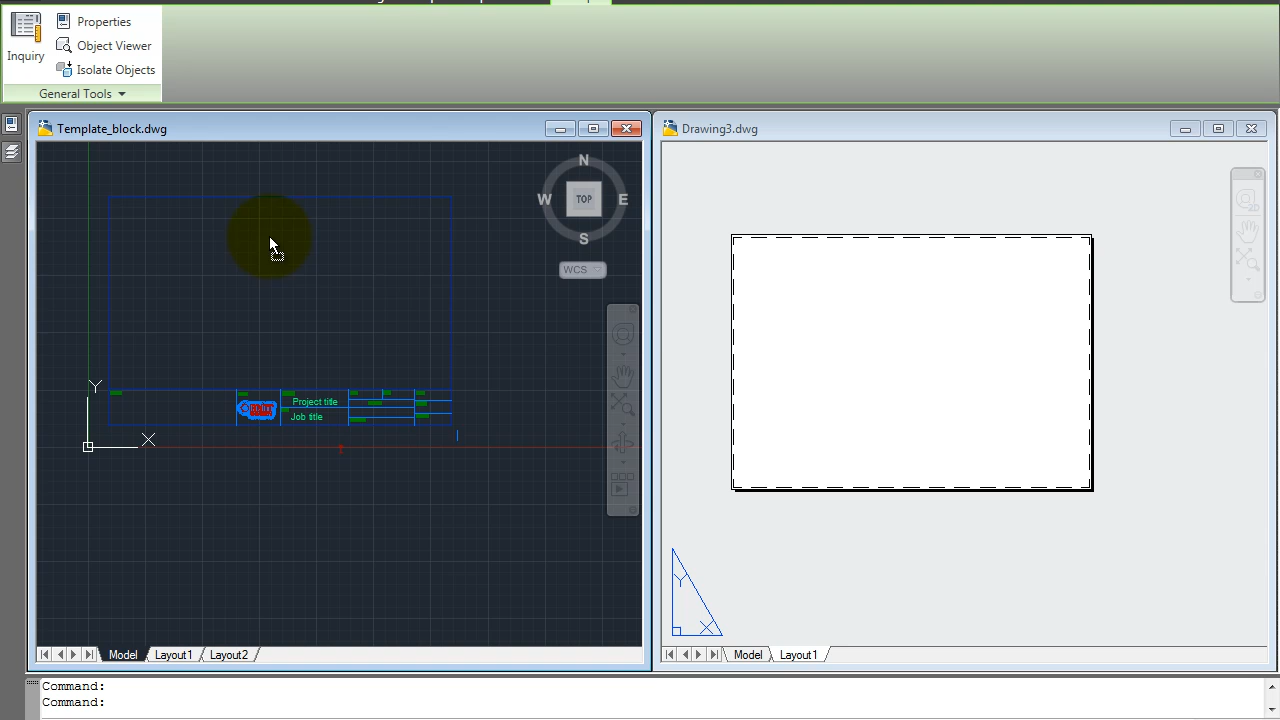 Properties
Object Viewer
Isolate Objects
Inquiry
General Tools
Template_block.dwg
Drawing3.dwg
N
W
TOP
E
S
WCS
Y
X
Project title
Job title
Y
X
Model
Layout1
Layout2
Model
Layout1
Command:
Command: